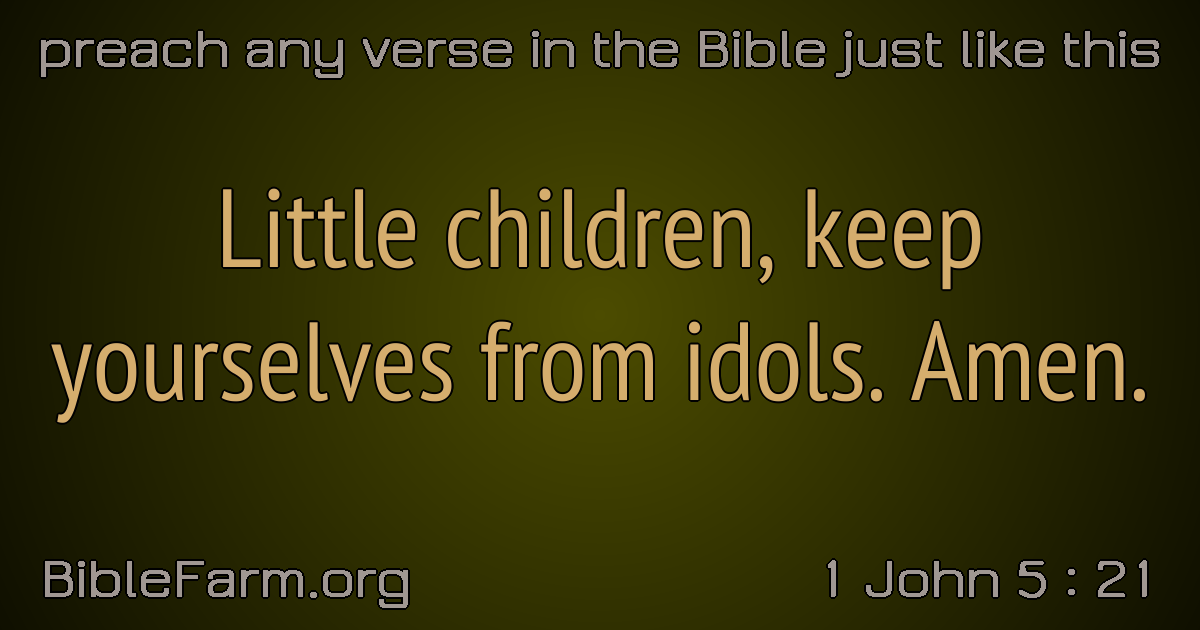 preach any verse in the Bible just like this
Little children, keep
yourselves from idols. Amen.
BibleFarm.org
1 John 5 : 21